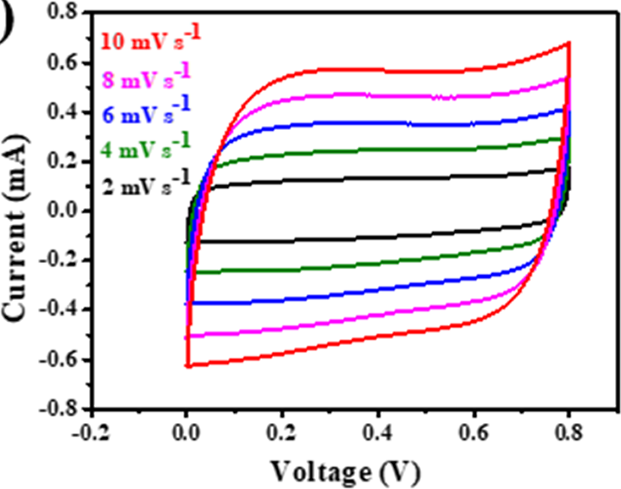 )
10 mV s⁻¹
8 mV s⁻¹
6 mV s⁻¹
4 mV s⁻¹
2 mV s⁻¹
Current (mA)
0.8
0.6
0.4
0.2
0.0
-0.2
-0.4
-0.6
-0.8
-0.2 0.0 0.2 0.4 0.6 0.8
Voltage (V)